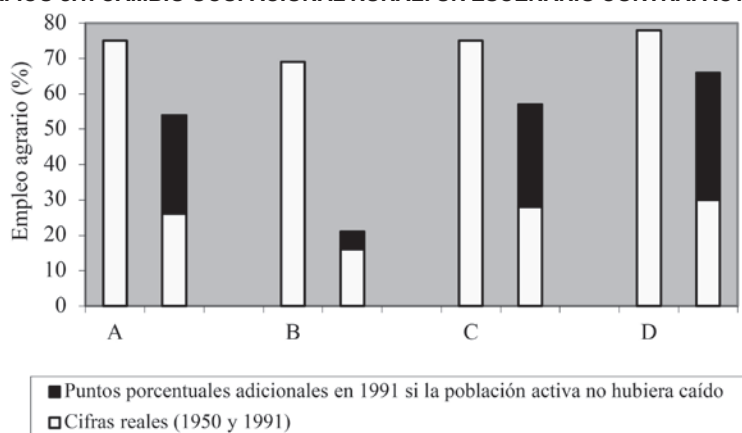 80
70
60
50
40
30
20
10
0
Empleo agrario (%)
A B C D
Puntos porcentuales adicionales en 1991 si la población activa no hubiera caído
Cifras reales (1950 y 1991)